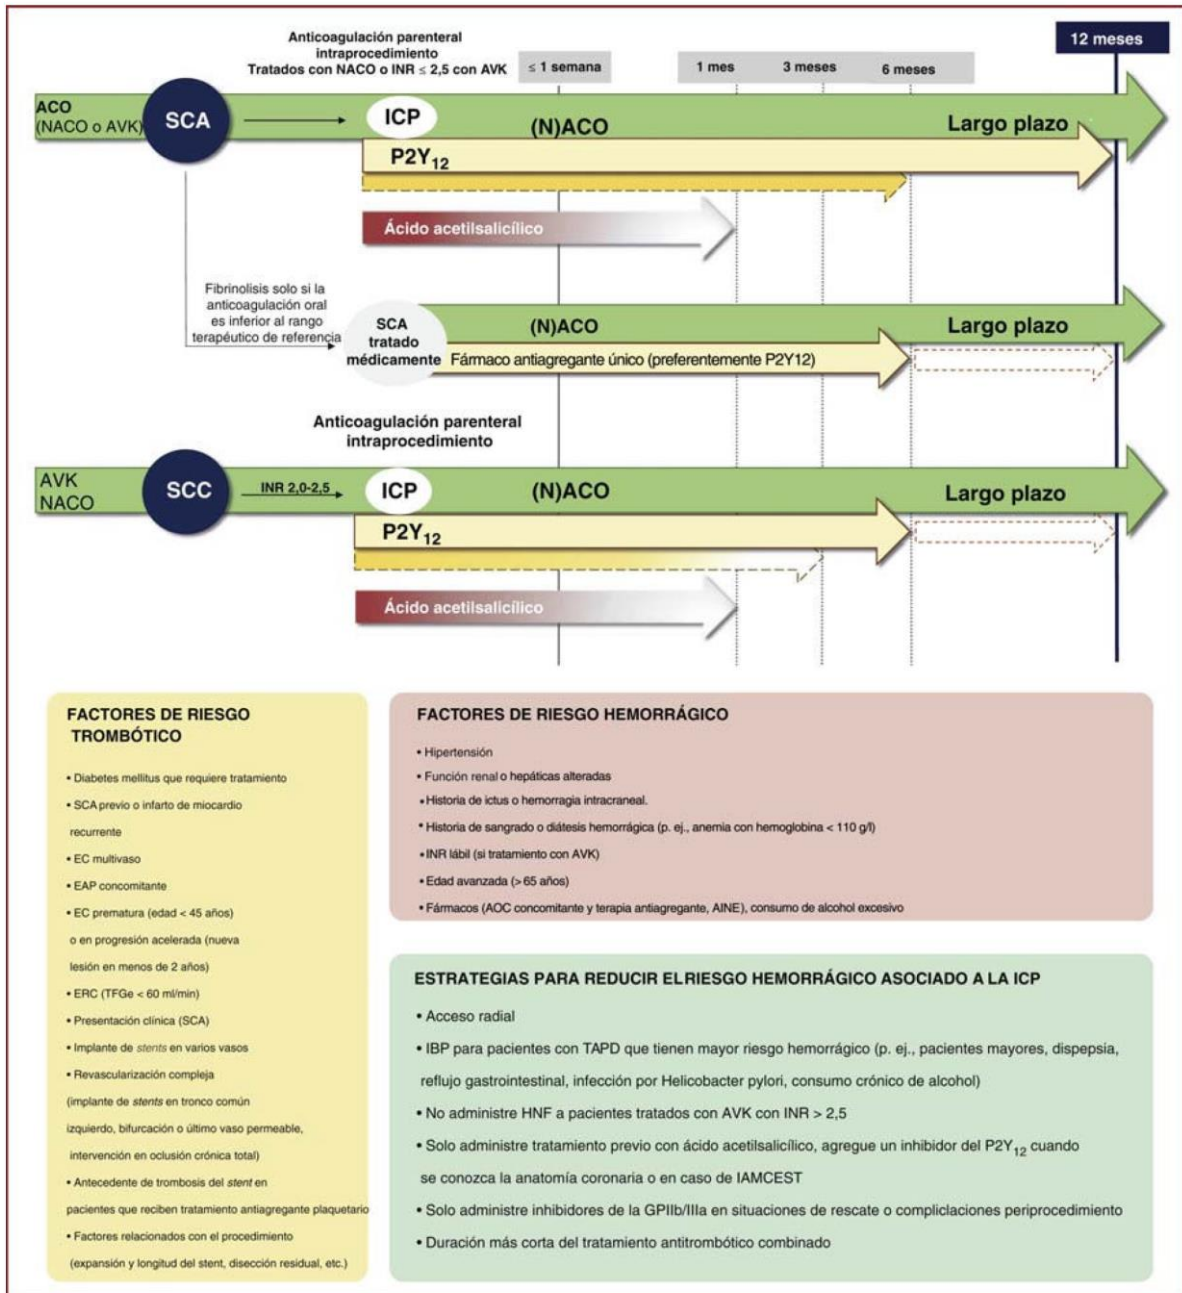 Anticoagulación parenteral
intraprocedimiento
Tratados con NACO o INR ≤ 2,5 con AVK
≤ 1 semana
1 mes
3 meses
6 meses
12 meses
ACO
(NACO o AVK)
SCA
ICP
(N)ACO
Largo plazo
P2Y12
Ácido acetilsalicílico
Fibrinolisis solo si la
anticoagulación oral
es inferior al rango
terapéutico de referencia
SCA
tratado
médicamente
(N)ACO
Largo plazo
Fármaco antiagregante único (preferentemente P2Y12)
Anticoagulación parenteral
intraprocedimiento
AVK
NACO
SCC
INR 2,0-2,5
ICP
(N)ACO
Largo plazo
P2Y12
Ácido acetilsalicílico
FACTORES DE RIESGO
TROMBÓTICO
• Diabetes mellitus que requiere tratamiento
• SCA previo o infarto de miocardio
recurrente
• EC multivaso
• EAP concomitante
• EC prematura (edad < 45 años)
o en progresión acelerada (nueva
lesión en menos de 2 años)
• ERC (TFGe < 60 ml/min)
• Presentación clínica (SCA)
• Implante de stents en varios vasos
• Revascularización compleja
(implante de stents en tronco común
izquierdo, bifurcación o último vaso permeable,
intervención en oclusión crónica total)
• Antecedente de trombosis del stent en
pacientes que reciben tratamiento antiagregante plaquetario
• Factores relacionados con el procedimiento
(expansión y longitud del stent, disección residual, etc.)
FACTORES DE RIESGO HEMORRÁGICO
• Hipertensión
• Función renal o hepáticas alteradas
• Historia de ictus o hemorragia intracraneal.
• Historia de sangrado o diátesis hemorrágica (p. ej., anemia con hemoglobina < 110 g/l)
• INR lábil (si tratamiento con AVK)
• Edad avanzada (> 65 años)
• Fármacos (AOC concomitante y terapia antiagregante, AINE), consumo de alcohol excesivo
ESTRATEGIAS PARA REDUCIR ELRIESGO HEMORRÁGICO ASOCIADO A LA ICP
• Acceso radial
• IBP para pacientes con TAPD que tienen mayor riesgo hemorrágico (p. ej., pacientes mayores, dispepsia,
reflujo gastrointestinal, infección por Helicobacter pylori, consumo crónico de alcohol)
• No administre HNF a pacientes tratados con AVK con INR > 2,5
• Solo administre tratamiento previo con ácido acetilsalicílico, agregue un inhibidor del P2Y12 cuando
se conozca la anatomía coronaria o en caso de IAMCEST
• Solo administre inhibidores de la GPIIb/IIIa en situaciones de rescate o compliclaciones periprocedimiento
• Duración más corta del tratamiento antitrombótico combinado